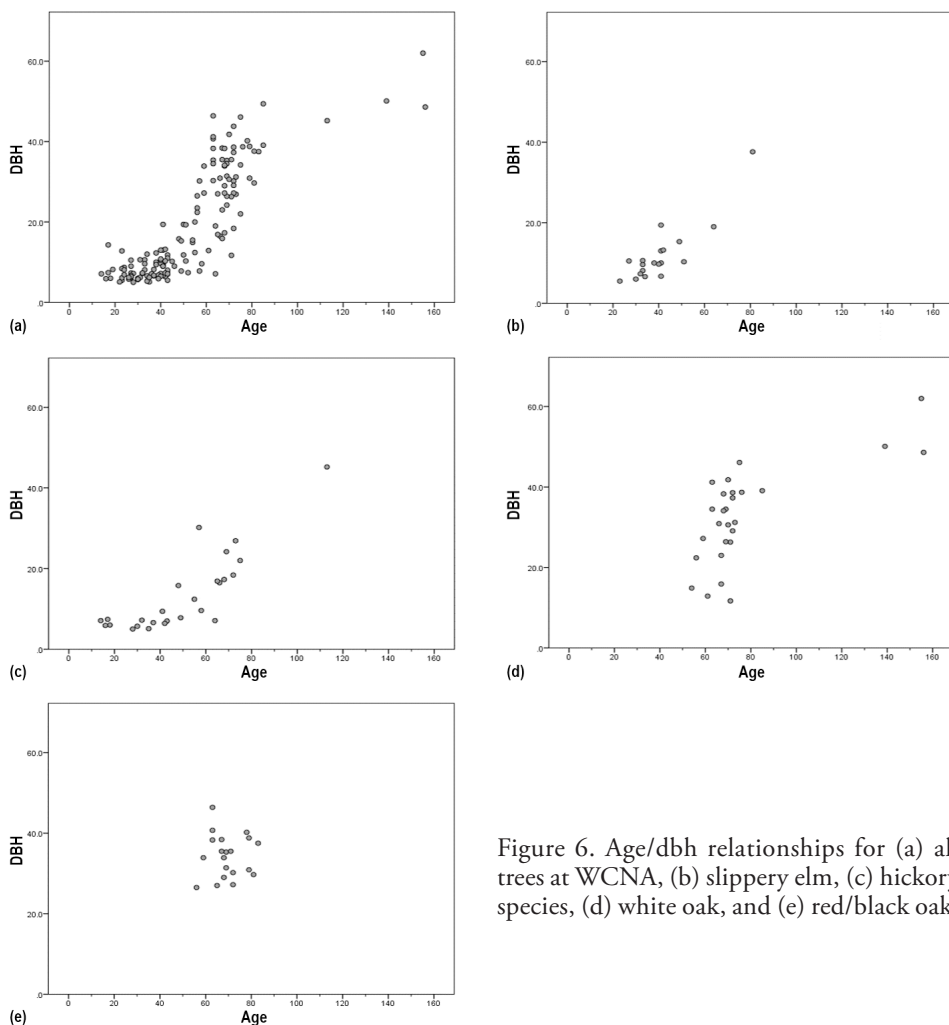 60.0
40.0
20.0
.0
DBH
0 20 40 60 80 100 120 140 160
(a)
Age
60.0
40.0
20.0
.0
DBH
0 20 40 60 80 100 120 140 160
(b)
Age
60.0
40.0
20.0
.0
DBH
0 20 40 60 80 100 120 140 160
(c)
Age
60.0
40.0
20.0
.0
DBH
0 20 40 60 80 100 120 140 160
(d)
Age
60.0
40.0
20.0
.0
DBH
0 20 40 60 80 100 120 140 160
(e)
Age
Figure 6. Age/dbh relationships for (a) al
trees at WCNA, (b) slippery elm, (c) hickory
species, (d) white oak, and (e) red/black oak